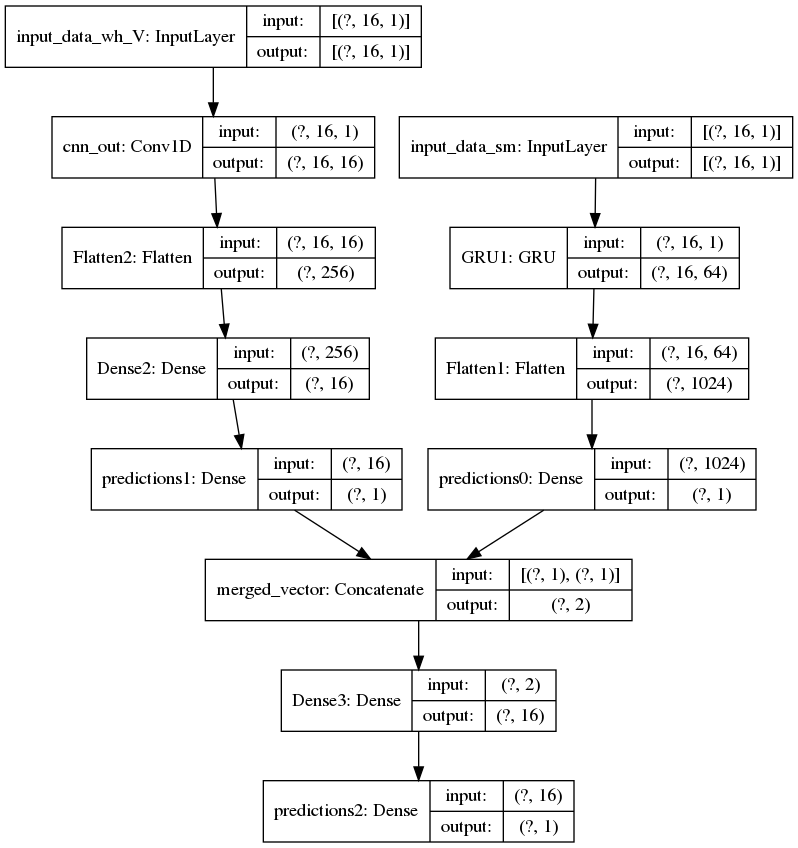 input_data_wh_V: InputLayer
input:
[(?, 16, 1)]
output:
[(?, 16, 1)]
cnn_out: Conv1D
input:
(?, 16, 1)
output:
(?, 16, 16)
input_data_sm: InputLayer
input:
[(?, 16, 1)]
output:
[(?, 16, 1)]
Flatten2: Flatten
input:
(?, 16, 16)
output:
(?, 256)
GRU1: GRU
input:
(?, 16, 1)
output:
(?, 16, 64)
Dense2: Dense
input:
(?, 256)
output:
(?, 16)
Flatten1: Flatten
input:
(?, 16, 64)
output:
(?, 1024)
predictions1: Dense
input:
(?, 16)
output:
(?, 1)
predictions0: Dense
input:
(?, 1024)
output:
(?, 1)
merged_vector: Concatenate
input:
[(?, 1), (?, 1)]
output:
(?, 2)
Dense3: Dense
input:
(?, 2)
output:
(?, 16)
predictions2: Dense
input:
(?, 16)
output:
(?, 1)